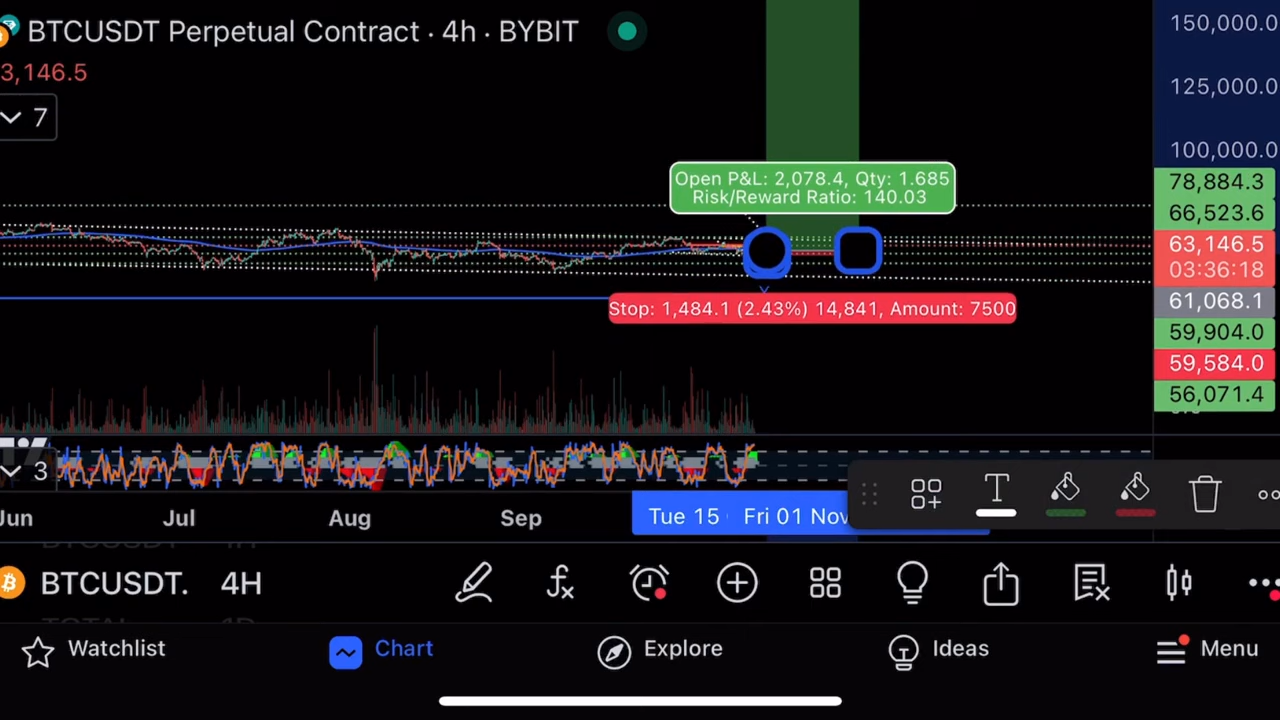 BTCUSDT Perpetual Contract · 4h · BYBIT
3,146.5
7
150,000.0
125,000.0
100,000.0
78,884.3
66,523.6
63,146.5
03:36:18
61,068.1
59,904.0
59,584.0
56,071.4
Open P&L: 2,078.4, Qty: 1.685
Risk/Reward Ratio: 140.03
Stop: 1,484.1 (2.43%) 14,841, Amount: 7500
3
Jun Jul Aug Sep Tue 15 Fri 01 Nov
T
BTCUSDT. 4H
Watchlist Chart Explore Ideas Menu